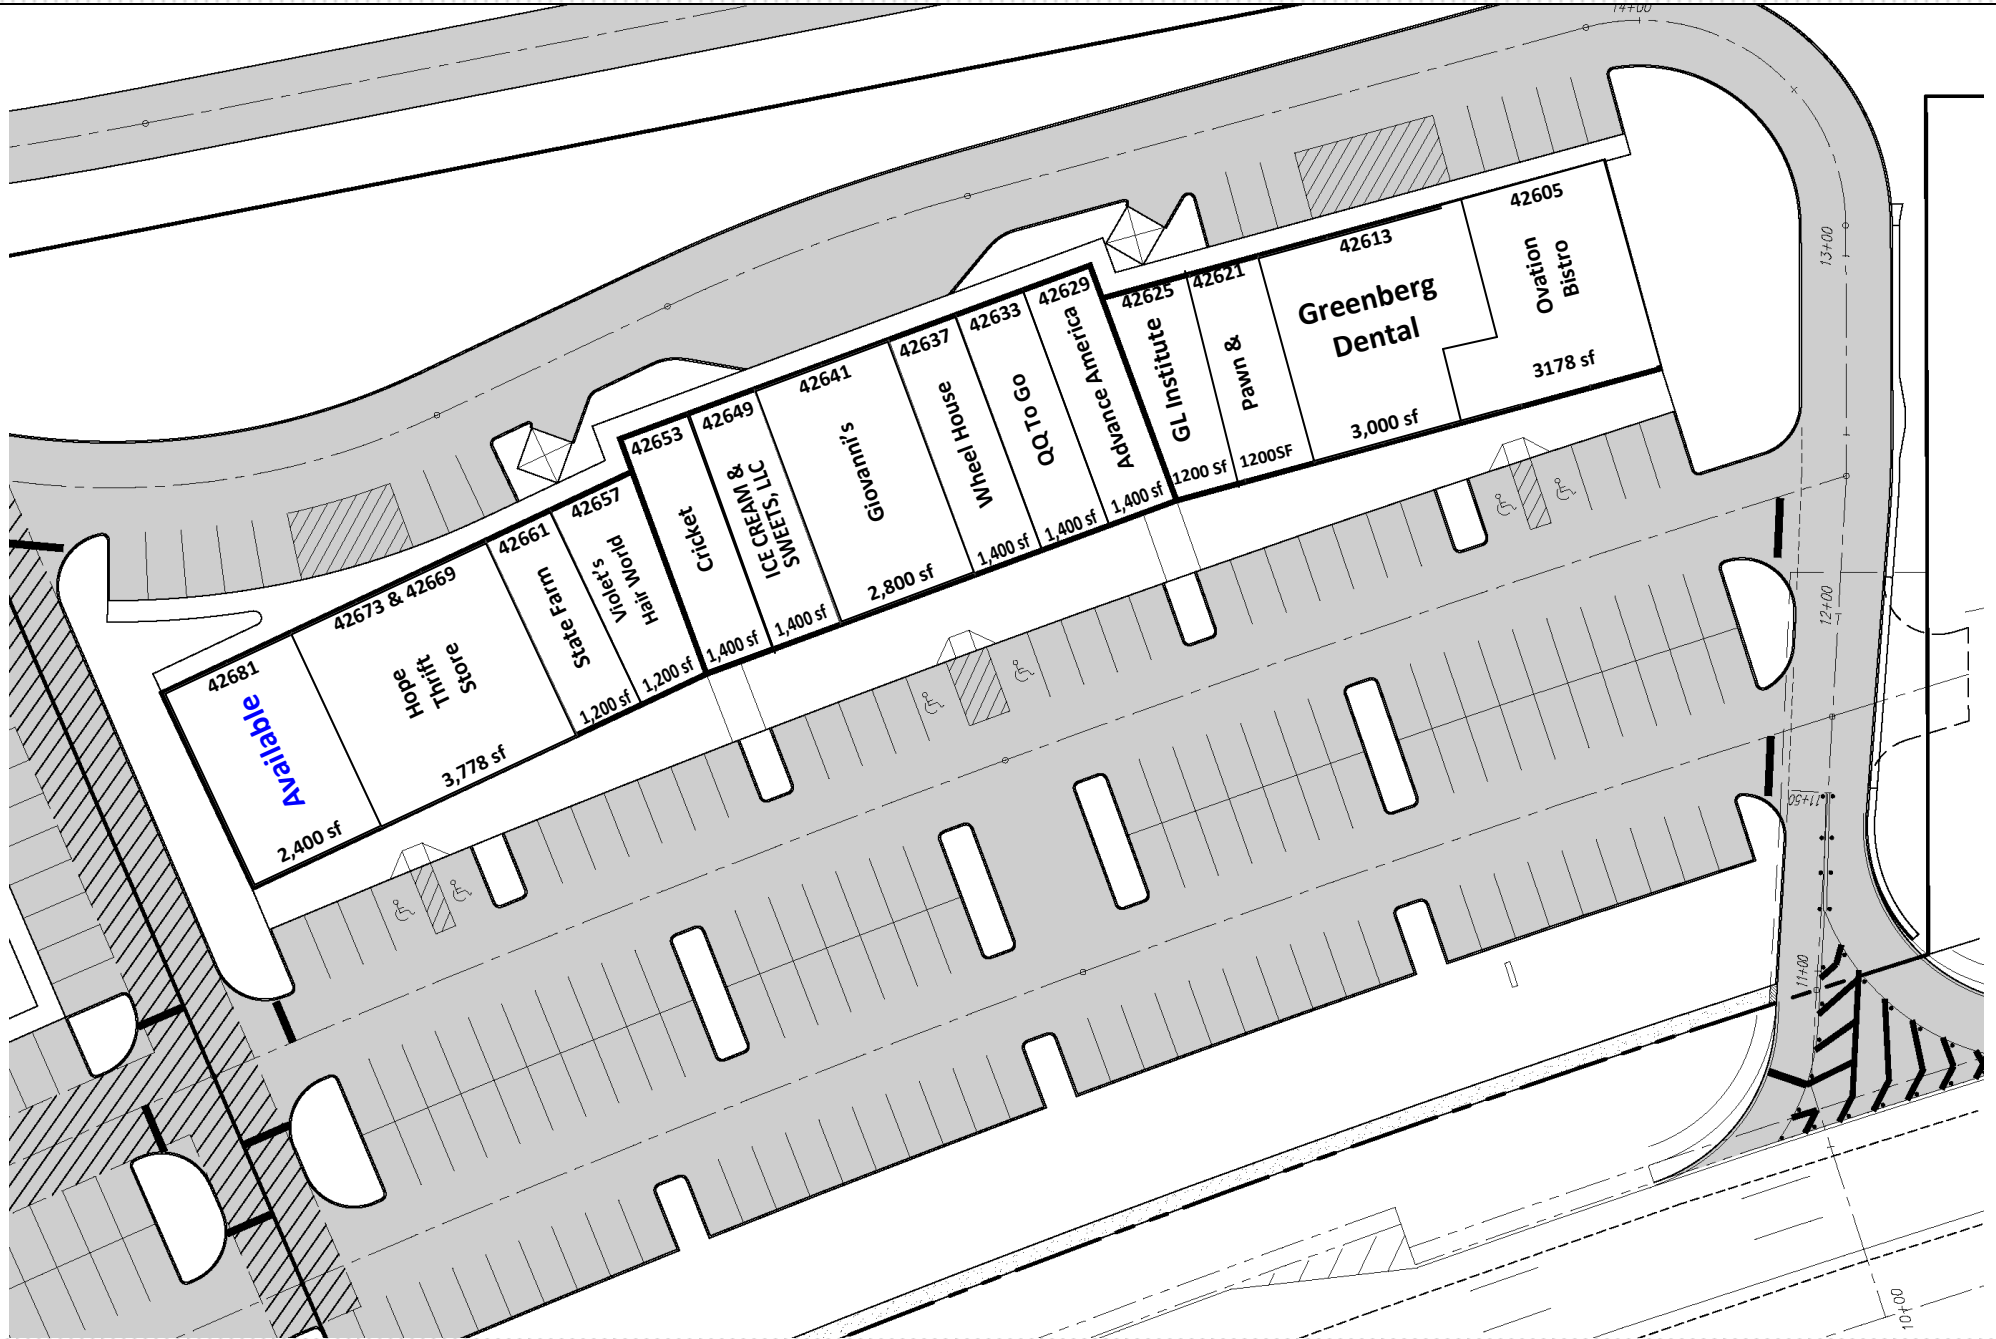 42681
Available
2,400 sf
42673 & 42669
Hope
Thrift
Store
3,778 sf
42661
State Farm
1,200 sf
42657
Violet's
Hair World
1,200 sf
42653
Cricket
1,400 sf
42649
ICE CREAM &
SWEETS, LLC
1,400 sf
42641
Giovanni's
2,800 sf
42637
Wheel House
1,400 sf
42633
QQ To Go
1,400 sf
42629
Advance America
1,400 sf
42625
GL Institute
1200 Sf
42621
Pawn &
1200SF
42613
Greenberg
Dental
3,000 sf
42605
Ovation
Bistro
3178 sf
14+00
13+00
12+00
11+50
11+00
10+00